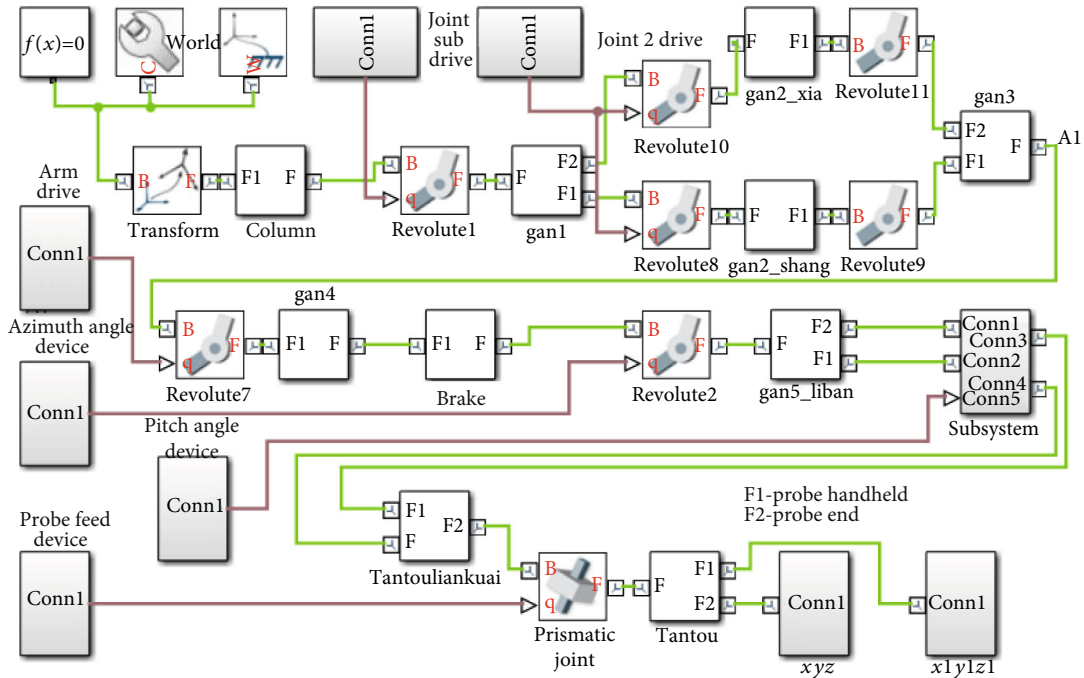 f(x)=0
C
World
W
Conn1
Joint
sub
drive
Conn1
Joint 2 drive
B
F
q
Revolute10
F
F1
gan2_xia
B
F
Revolute11
gan3
F2
F1
F
A1
Arm
drive
Conn1
B
F
Transform
F1
F
Column
B
F
q
Revolute1
F
F2
F1
gan1
B
F
q
Revolute8
F
F1
gan2_shang
B
F
Revolute9
Azimuth angle
device
Conn1
B
F
q
Revolute7
gan4
F1
F
F1
F
Brake
B
F
q
Revolute2
F
F2
F1
gan5_liban
Conn1
Conn3
Conn2
Conn4
Conn5
Subsystem
Pitch angle
device
Conn1
Probe feed
device
Conn1
F1
F2
F
Tantouliankuai
B
F
q
Prismatic
joint
F
F1
F2
Tantou
F1-probe handheld
F2-probe end
Conn1
xyz
Conn1
x1y1z1